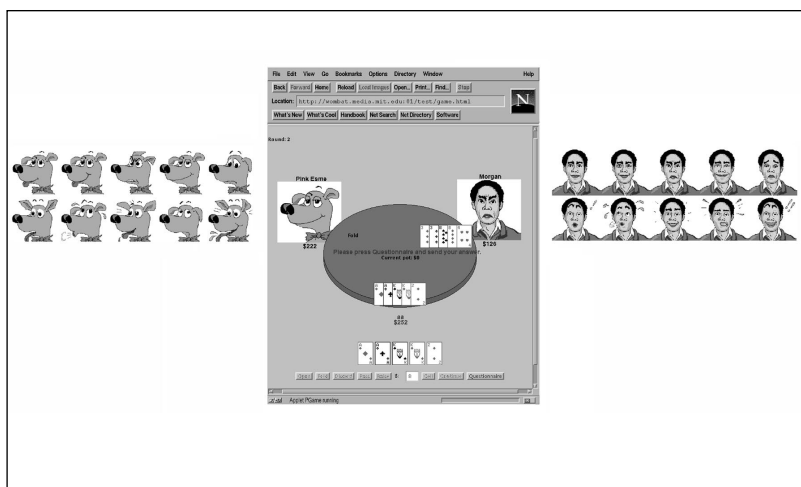 File Edit View Go Bookmarks Options Directory Window Help
Back Forward Home Reload Load Images Open... Print... Find... Stop
Location: http://wombat.media.mit.edu:81/test/game.html
N
What's New What's Cool Handbook Net Search Net Directory Software
Round: 2
Pink Esma
Morgan
Fold
$222
$126
Please press Questionnaire and send your answer.
Current pot: $0
$252
Questionnaire
Applet PGame running